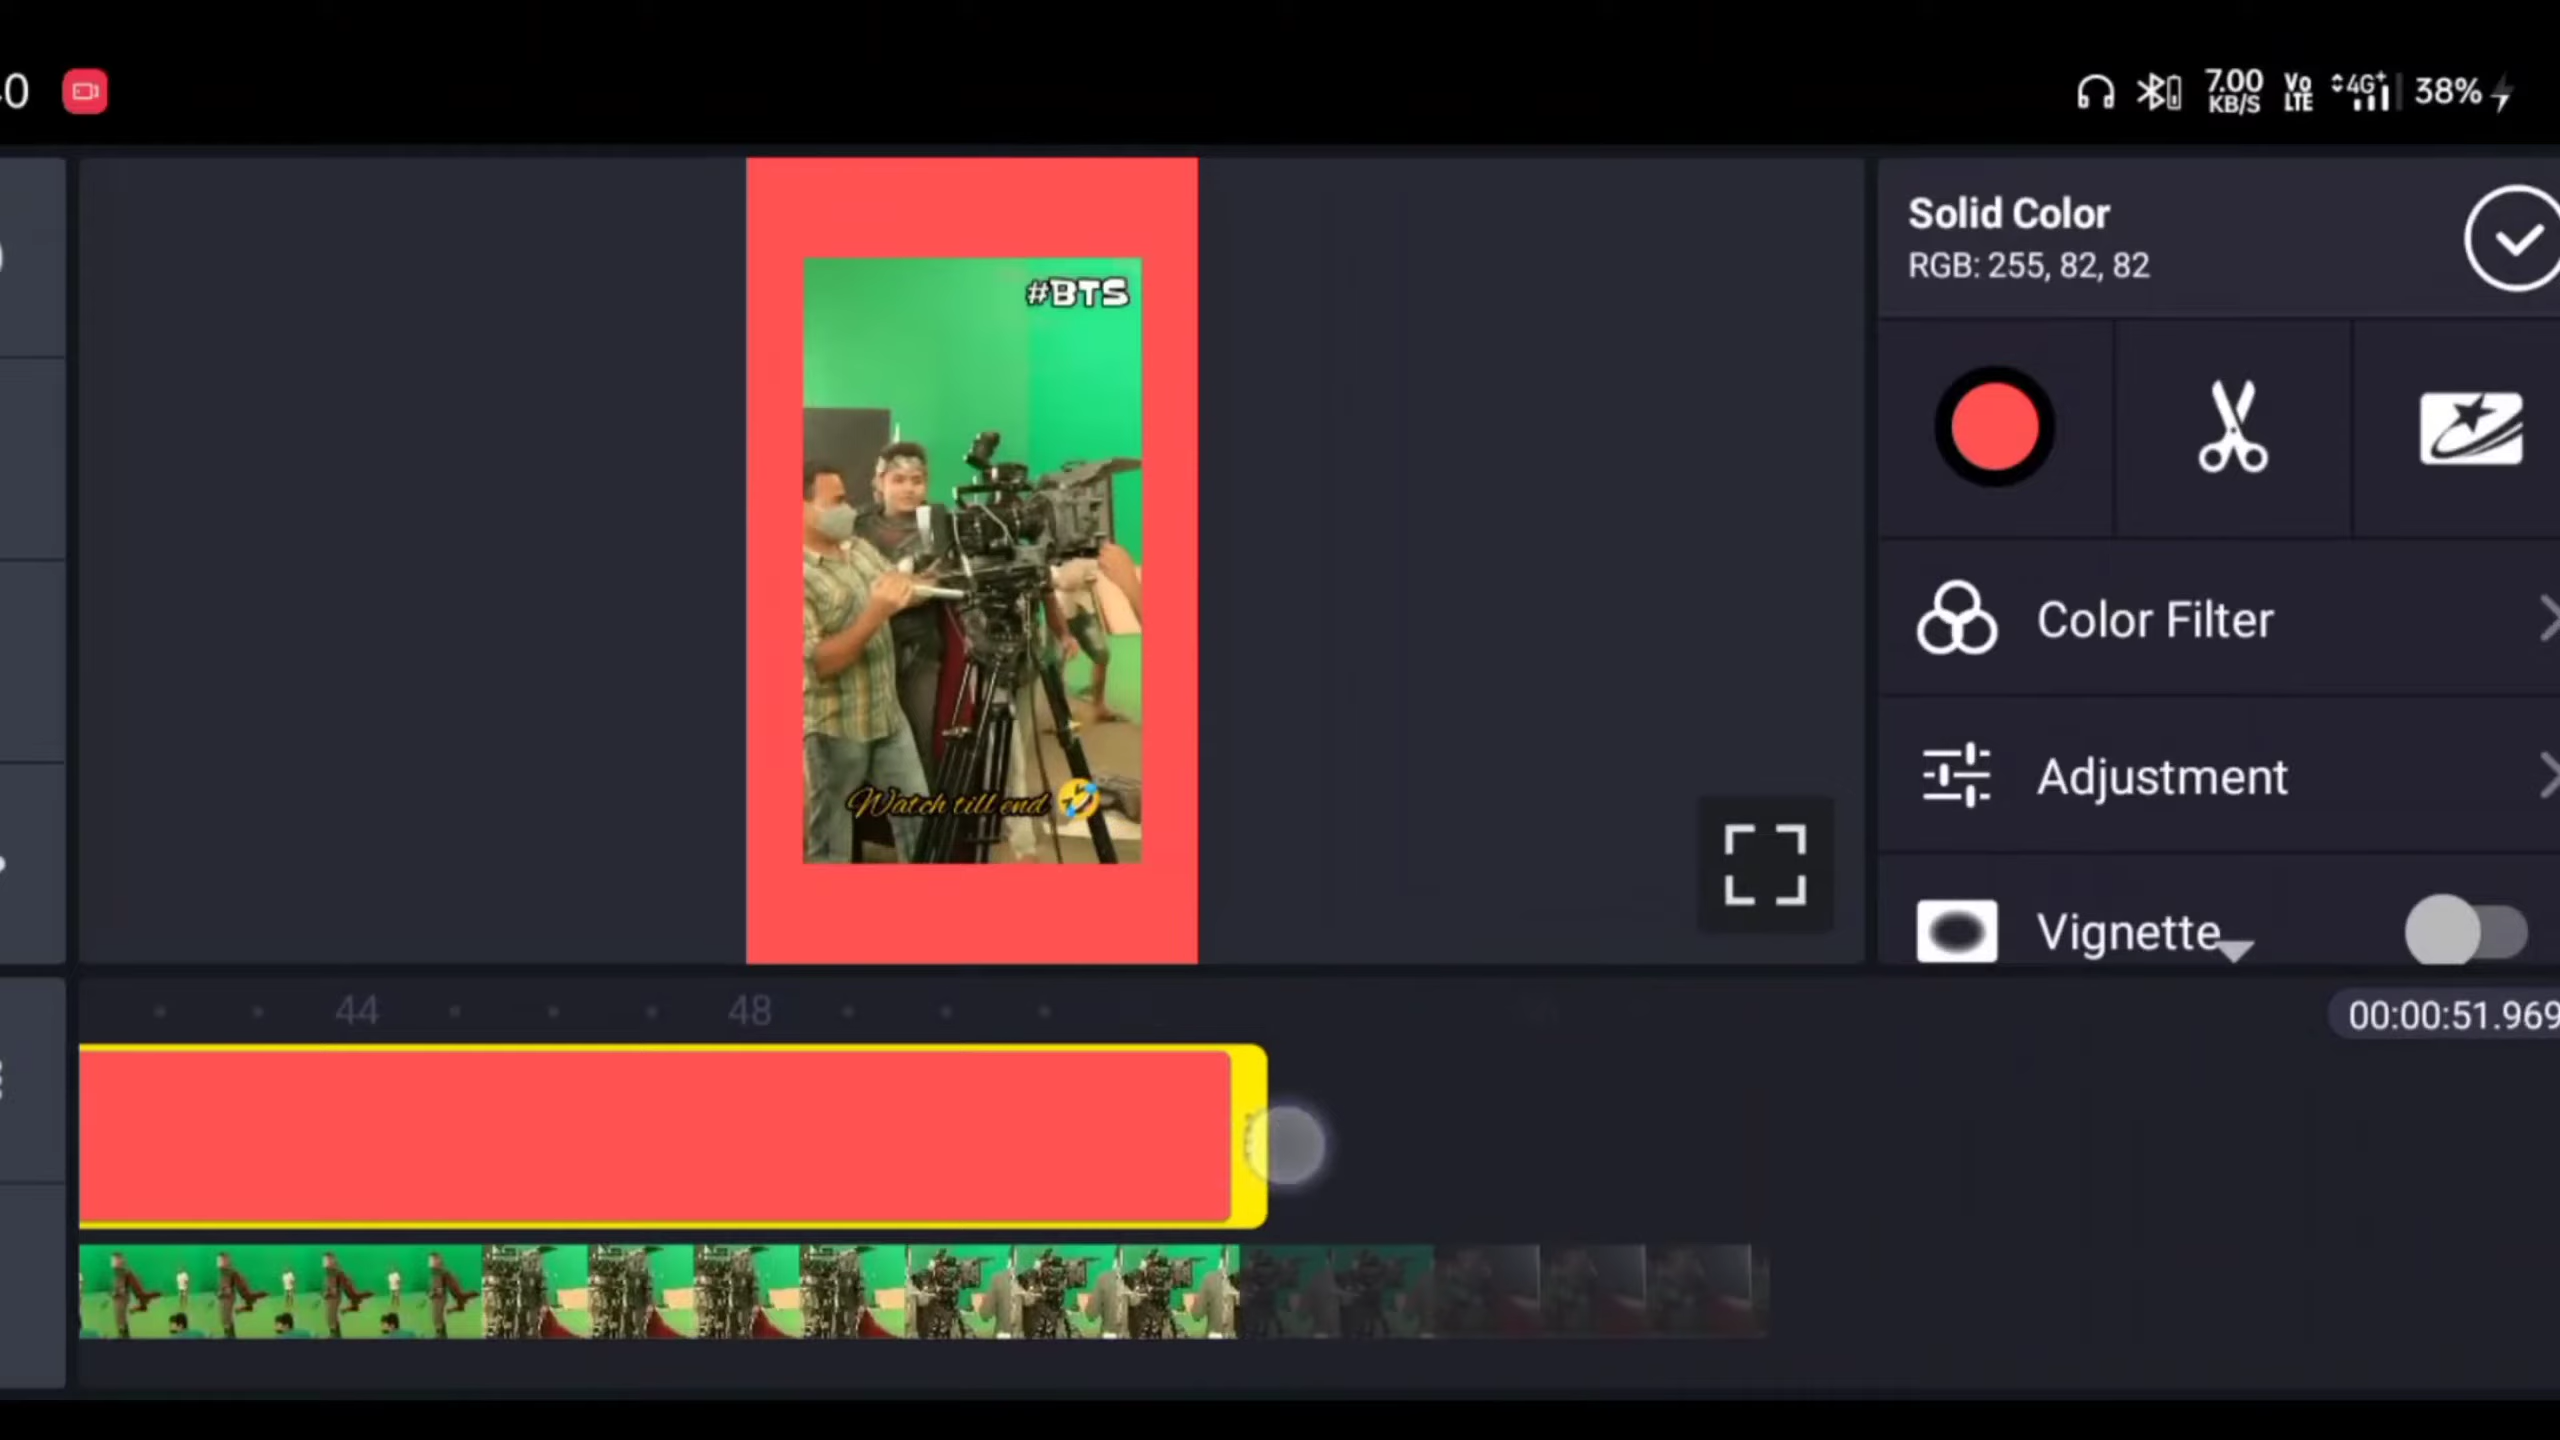 7.00
KB/S
Vo
LTE
4G+
38%
Solid Color
RGB: 255, 82, 82
#BTS
Color Filter
Adjustment
Watch till end 🤣
Vignette
44
48
00:00:51.969